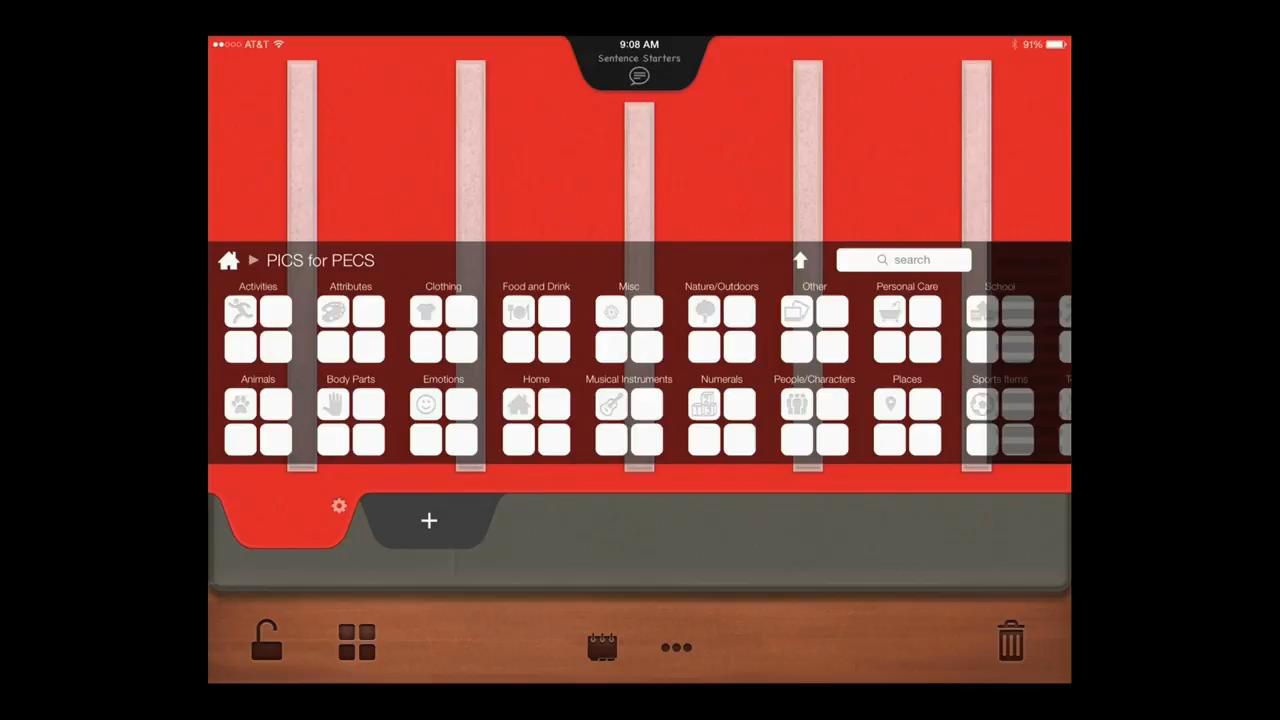 AT&T
9:08 AM
91%
Sentence Starters
PICS for PECS
search
Activities
Attributes
Clothing
Food and Drink
Misc
Nature/Outdoors
Other
Personal Care
School
Animals
Body Parts
Emotions
Home
Musical Instruments
Numerals
People/Characters
Places
Sports Items
+